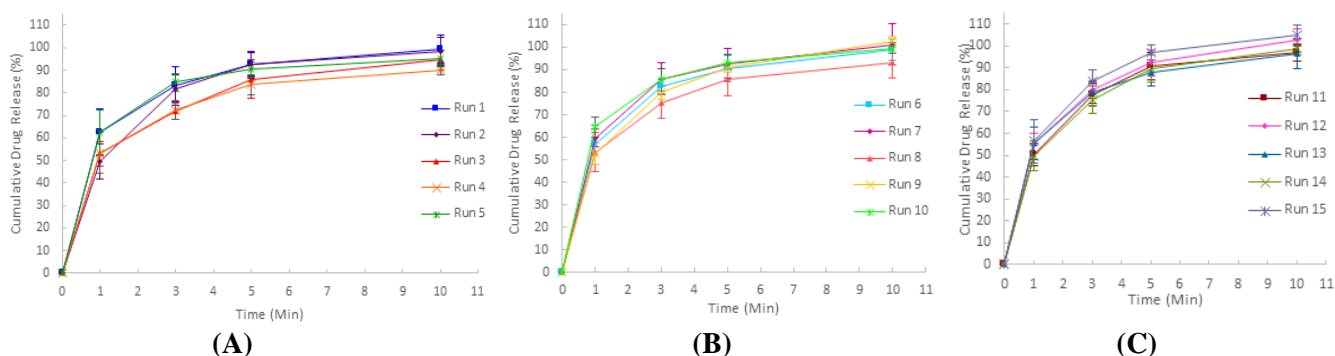 110
100
90
80
70
60
50
40
30
20
10
0
Cumulative Drug Release (%)
0 1 2 3 4 5 6 7 8 9 10 11
Time (Min)
Run 1
Run 2
Run 3
Run 4
Run 5
(A)
110
100
90
80
70
60
50
40
30
20
10
0
Cumulative Drug Release (%)
0 1 2 3 4 5 6 7 8 9 10 11
Time (Min)
Run 6
Run 7
Run 8
Run 9
Run 10
(B)
110
100
90
80
70
60
50
40
30
20
10
0
Cumulative Drug Release (%)
0 1 2 3 4 5 6 7 8 9 10 11
Time (Min)
Run 11
Run 12
Run 13
Run 14
Run 15
(C)